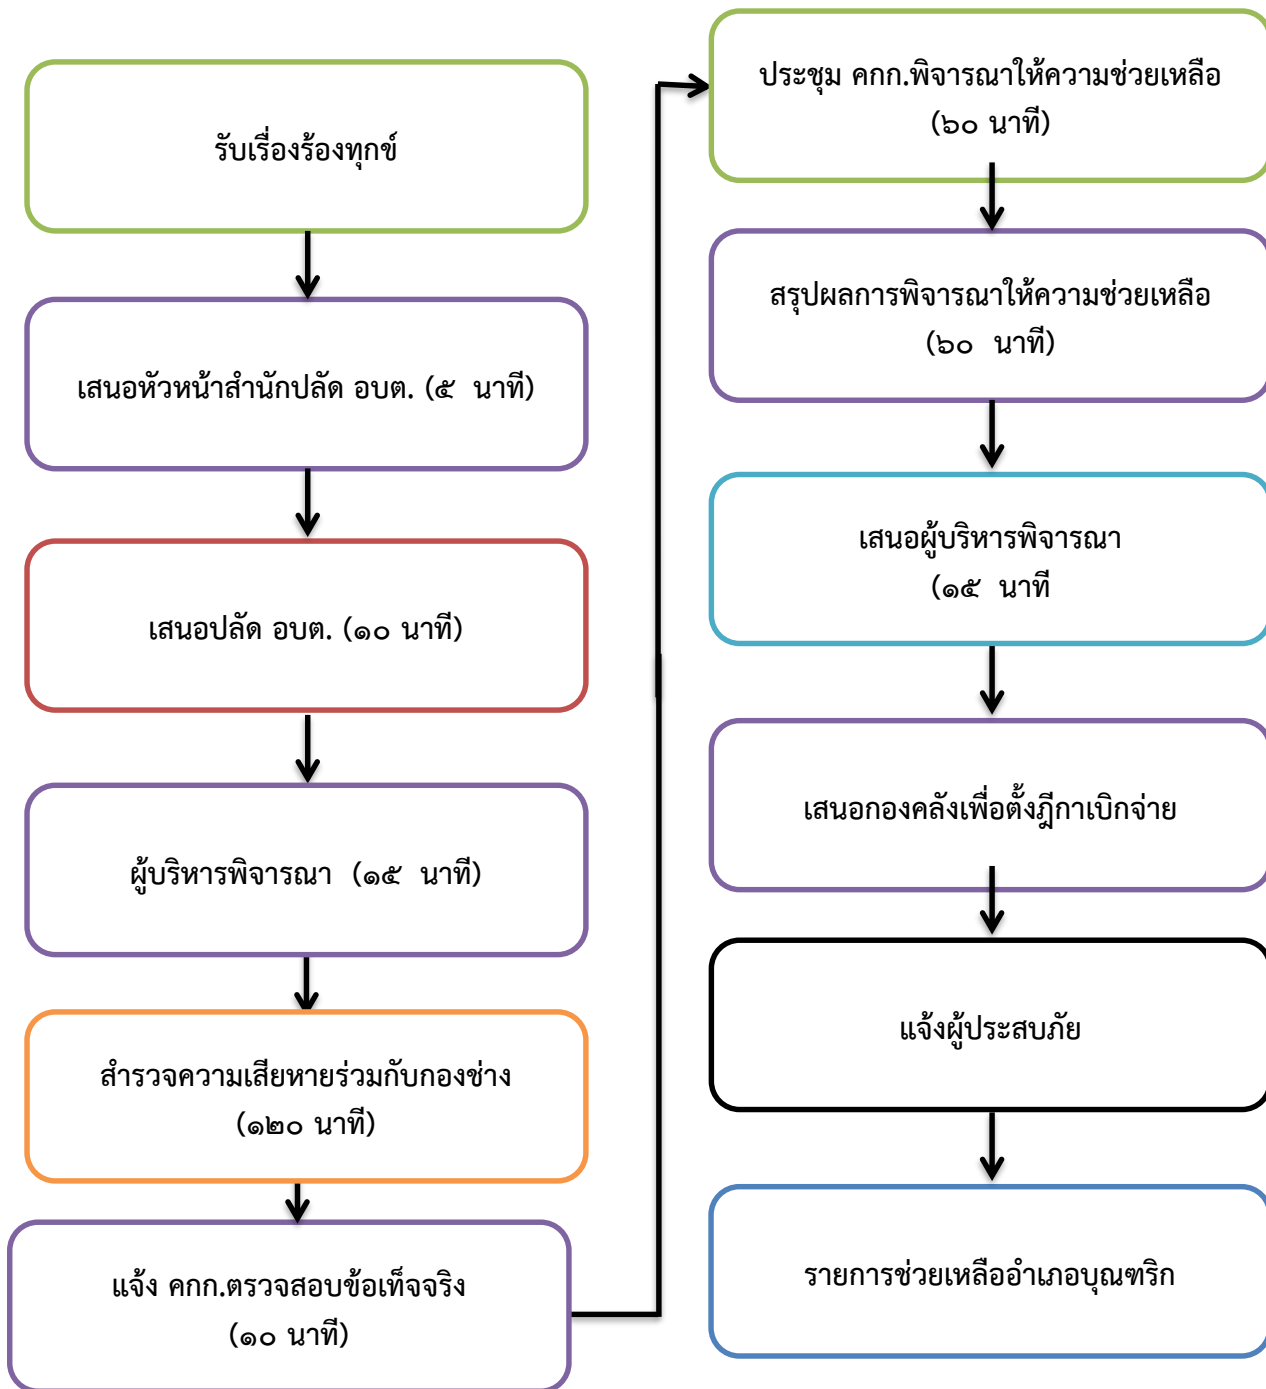 รับเรื่องร้องทุกข์
เสนอหัวหน้าสำนักปลัด อบต. (๕ นาที)
เสนอปลัด อบต. (๑๐ นาที)
ผู้บริหารพิจารณา (๑๕ นาที)
สำรวจความเสียหายร่วมกับกองช่าง
(๑๒๐ นาที)
แจ้ง คกก.ตรวจสอบข้อเท็จจริง
(๑๐ นาที)
ประชุม คกก.พิจารณาให้ความช่วยเหลือ
(๖๐ นาที)
สรุปผลการพิจารณาให้ความช่วยเหลือ
(๖๐ นาที)
เสนอผู้บริหารพิจารณา
(๑๕ นาที
เสนอกองคลังเพื่อตั้งฎีกาเบิกจ่าย
แจ้งผู้ประสบภัย
รายการช่วยเหลืออำเภอบุณฑริก